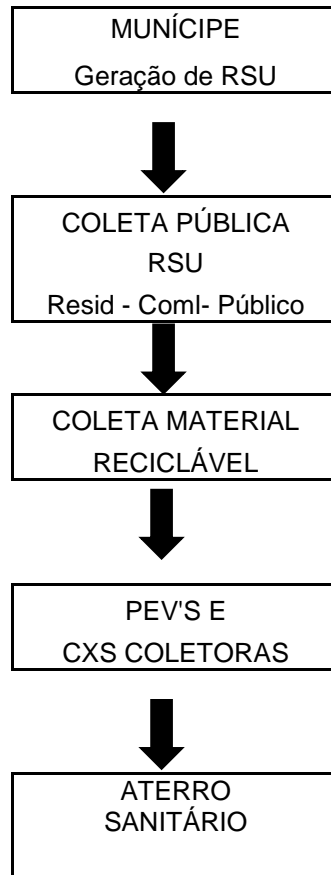 MUNÍCIPE
Geração de RSU
COLETA PÚBLICA
RSU
Resid - Coml- Público
COLETA MATERIAL
RECICLÁVEL
PEV'S E
CXS COLETORAS
ATERRO
SANITÁRIO